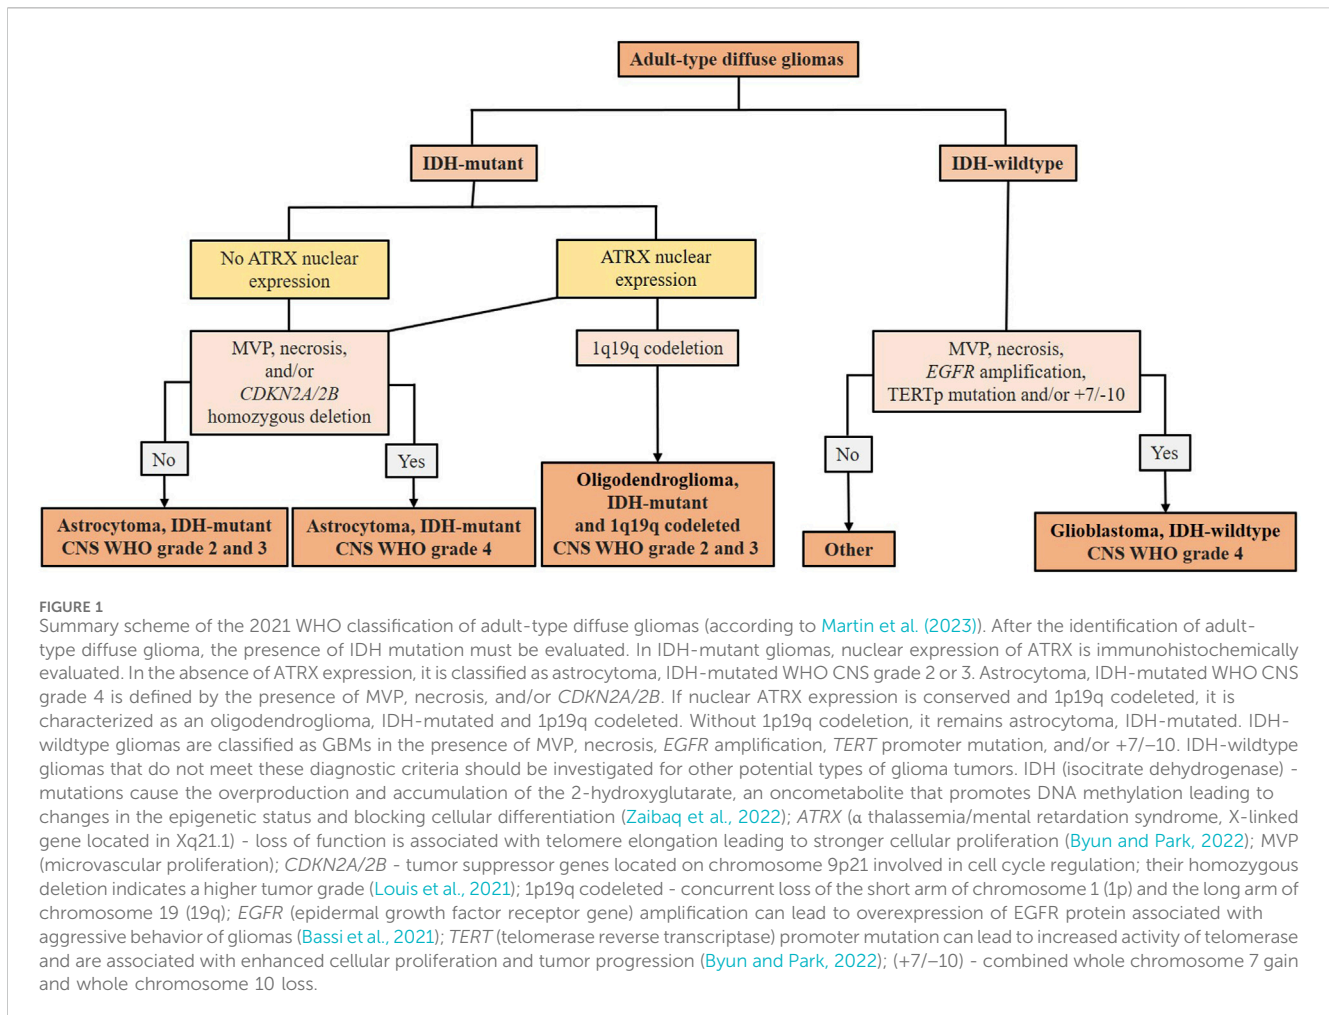 Adult-type diffuse gliomas
IDH-mutant
IDH-wildtype
No ATRX nuclear
expression
ATRX nuclear
expression
MVP, necrosis,
and/or
CDKN2A/2B
homozygous deletion
1q19q codeletion
MVP, necrosis,
EGFR amplification,
TERTp mutation and/or +7/-10
No
Yes
No
Yes
Astrocytoma, IDH-mutant
CNS WHO grade 2 and 3
Astrocytoma, IDH-mutant
CNS WHO grade 4
Oligodendroglioma,
IDH-mutant
and 1q19q codeleted
CNS WHO grade 2 and 3
Other
Glioblastoma, IDH-wildtype
CNS WHO grade 4
FIGURE 1
Summary scheme of the 2021 WHO classification of adult-type diffuse gliomas (according to Martin et al. (2023)). After the identification of adult-
type diffuse glioma, the presence of IDH mutation must be evaluated. In IDH-mutant gliomas, nuclear expression of ATRX is immunohistochemically
evaluated. In the absence of ATRX expression, it is classified as astrocytoma, IDH-mutated WHO CNS grade 2 or 3. Astrocytoma, IDH-mutated WHO CNS
grade 4 is defined by the presence of MVP, necrosis, and/or CDKN2A/2B. If nuclear ATRX expression is conserved and 1p19q codeleted, it is
characterized as an oligodendroglioma, IDH-mutated and 1p19q codeleted. Without 1p19q codeletion, it remains astrocytoma, IDH-mutated. IDH-
wildtype gliomas are classified as GBMs in the presence of MVP, necrosis, EGFR amplification, TERT promoter mutation, and/or +7/–10. IDH-wildtype
gliomas that do not meet these diagnostic criteria should be investigated for other potential types of glioma tumors. IDH (isocitrate dehydrogenase) -
mutations cause the overproduction and accumulation of the 2-hydroxyglutarate, an oncometabolite that promotes DNA methylation leading to
changes in the epigenetic status and blocking cellular differentiation (Zaibaq et al., 2022); ATRX (α thalassemia/mental retardation syndrome, X-linked
gene located in Xq21.1) - loss of function is associated with telomere elongation leading to stronger cellular proliferation (Byun and Park, 2022); MVP
(microvascular proliferation); CDKN2A/2B - tumor suppressor genes located on chromosome 9p21 involved in cell cycle regulation; their homozygous
deletion indicates a higher tumor grade (Louis et al., 2021); 1p19q codeleted - concurrent loss of the short arm of chromosome 1 (1p) and the long arm of
chromosome 19 (19q); EGFR (epidermal growth factor receptor gene) amplification can lead to overexpression of EGFR protein associated with
aggressive behavior of gliomas (Bassi et al., 2021); TERT (telomerase reverse transcriptase) promoter mutation can lead to increased activity of telomerase
and are associated with enhanced cellular proliferation and tumor progression (Byun and Park, 2022); (+7/–10) - combined whole chromosome 7 gain
and whole chromosome 10 loss.